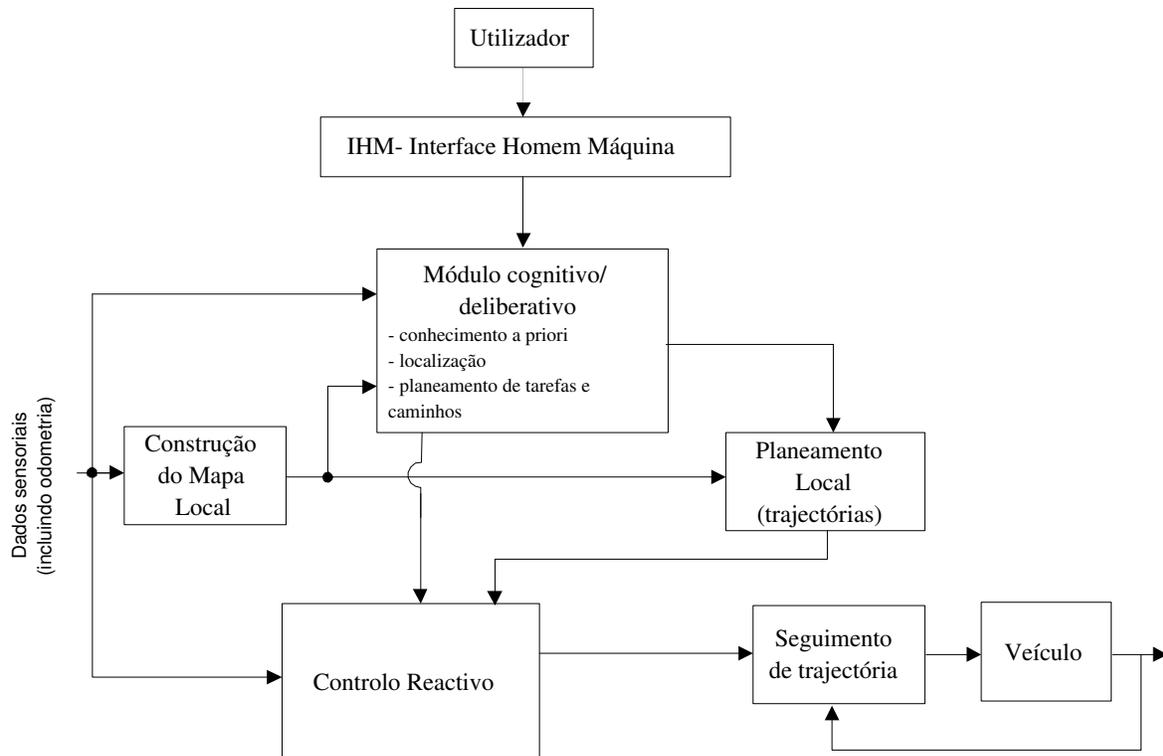 Utilizador
IHM- Interface Homem Máquina
Módulo cognitivo/
deliberativo
- conhecimento a priori
- localização
- planeamento de tarefas e
caminhos
Dados sensoriais
(incluindo odometria)
Construção
do Mapa
Local
Planeamento
Local
(trajectórias)
Controlo Reactivo
Seguimento
de trajectória
Veículo